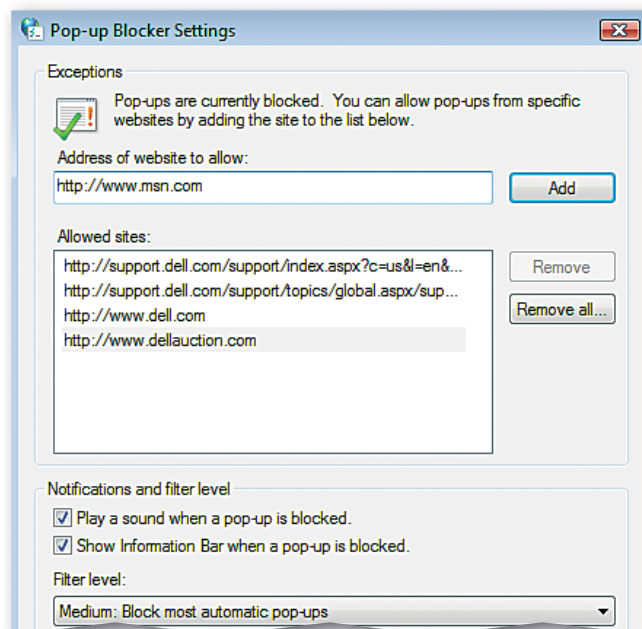 Pop-up Blocker Settings
Exceptions
Pop-ups are currently blocked. You can allow pop-ups from specific
websites by adding the site to the list below.
Address of website to allow:
http://www.msn.com
Add
Allowed sites:
http://support.dell.com/support/index.aspx?c=us&l=en&...
Remove
http://support.dell.com/support/topics/global.aspx/sup...
http://www.dell.com
Remove all...
http://www.dellauction.com
Notifications and filter level
Play a sound when a pop-up is blocked.
Show Information Bar when a pop-up is blocked.
Filter level:
Medium: Block most automatic pop-ups